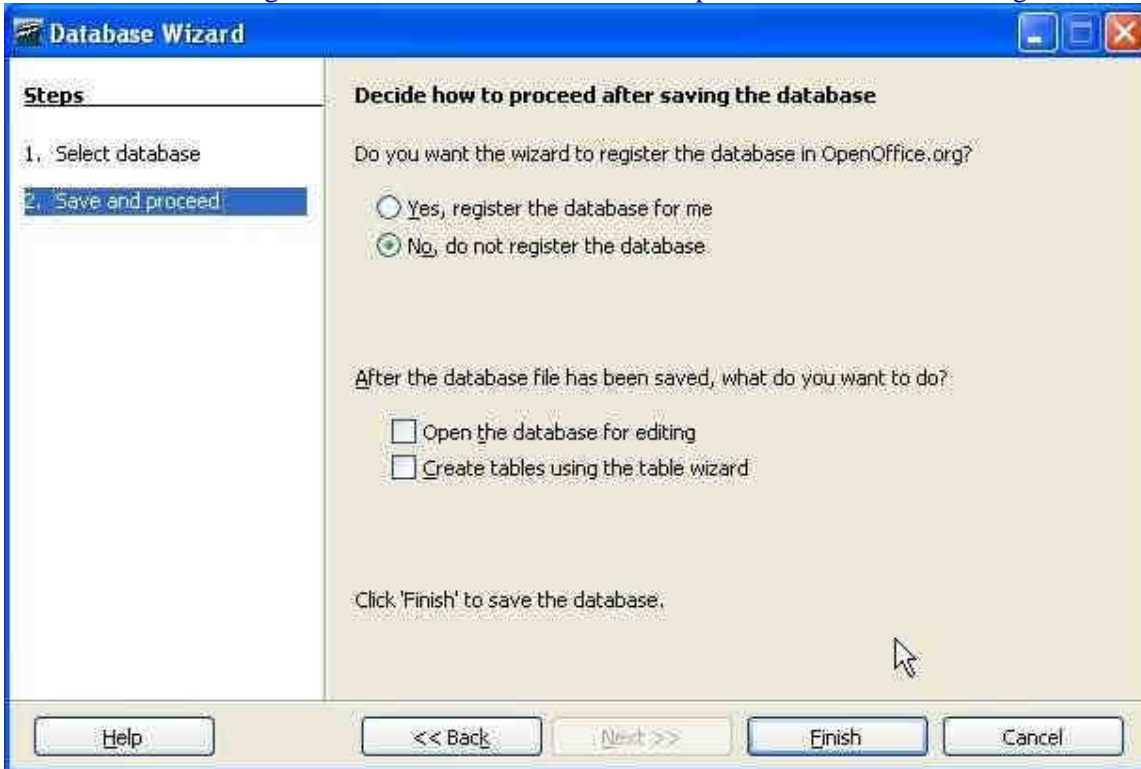 Database Wizard
Steps
1. Select database
2. Save and proceed
Decide how to proceed after saving the database
Do you want the wizard to register the database in OpenOffice.org?
Yes, register the database for me
No, do not register the database
After the database file has been saved, what do you want to do?
Open the database for editing
Create tables using the table wizard
Click 'Finish' to save the database.
Help
<< Back
Next >>
Finish
Cancel